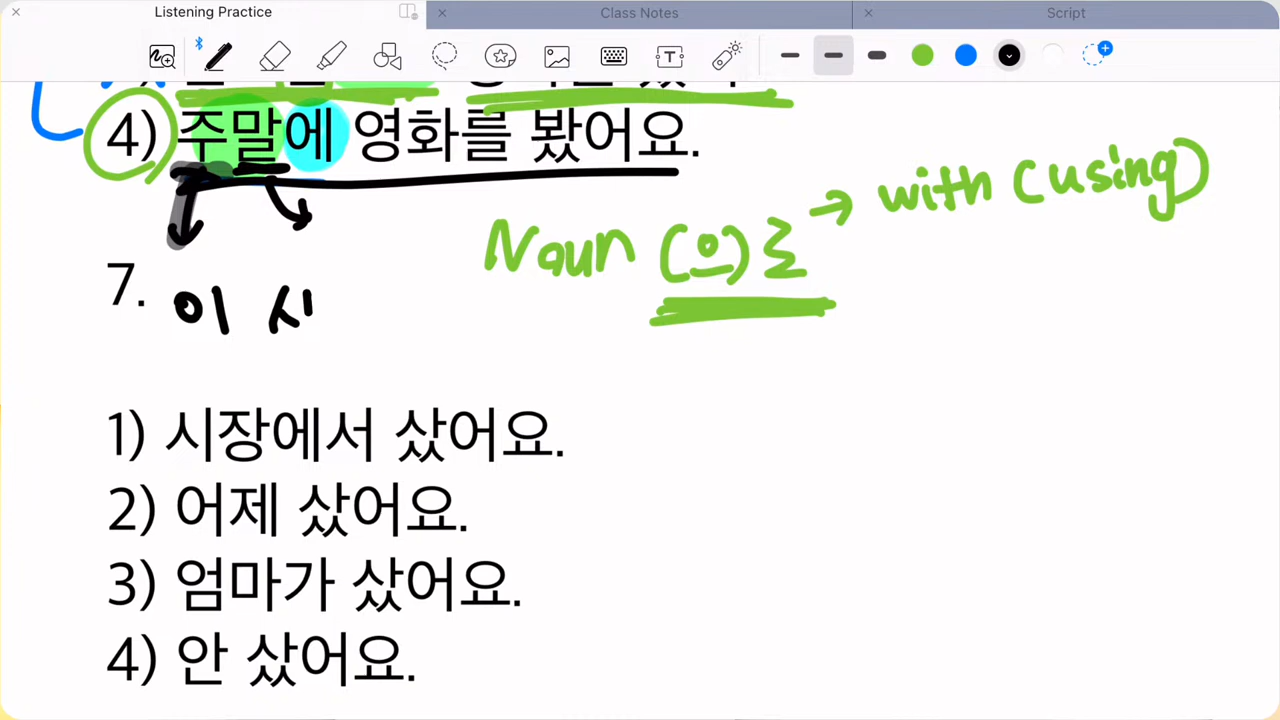 Listening Practice
Class Notes
Script
4) 주말에 영화를 봤어요.
Noun (으)로 → with (using)
7. 이 시
1) 시장에서 샀어요.
2) 어제 샀어요.
3) 엄마가 샀어요.
4) 안 샀어요.